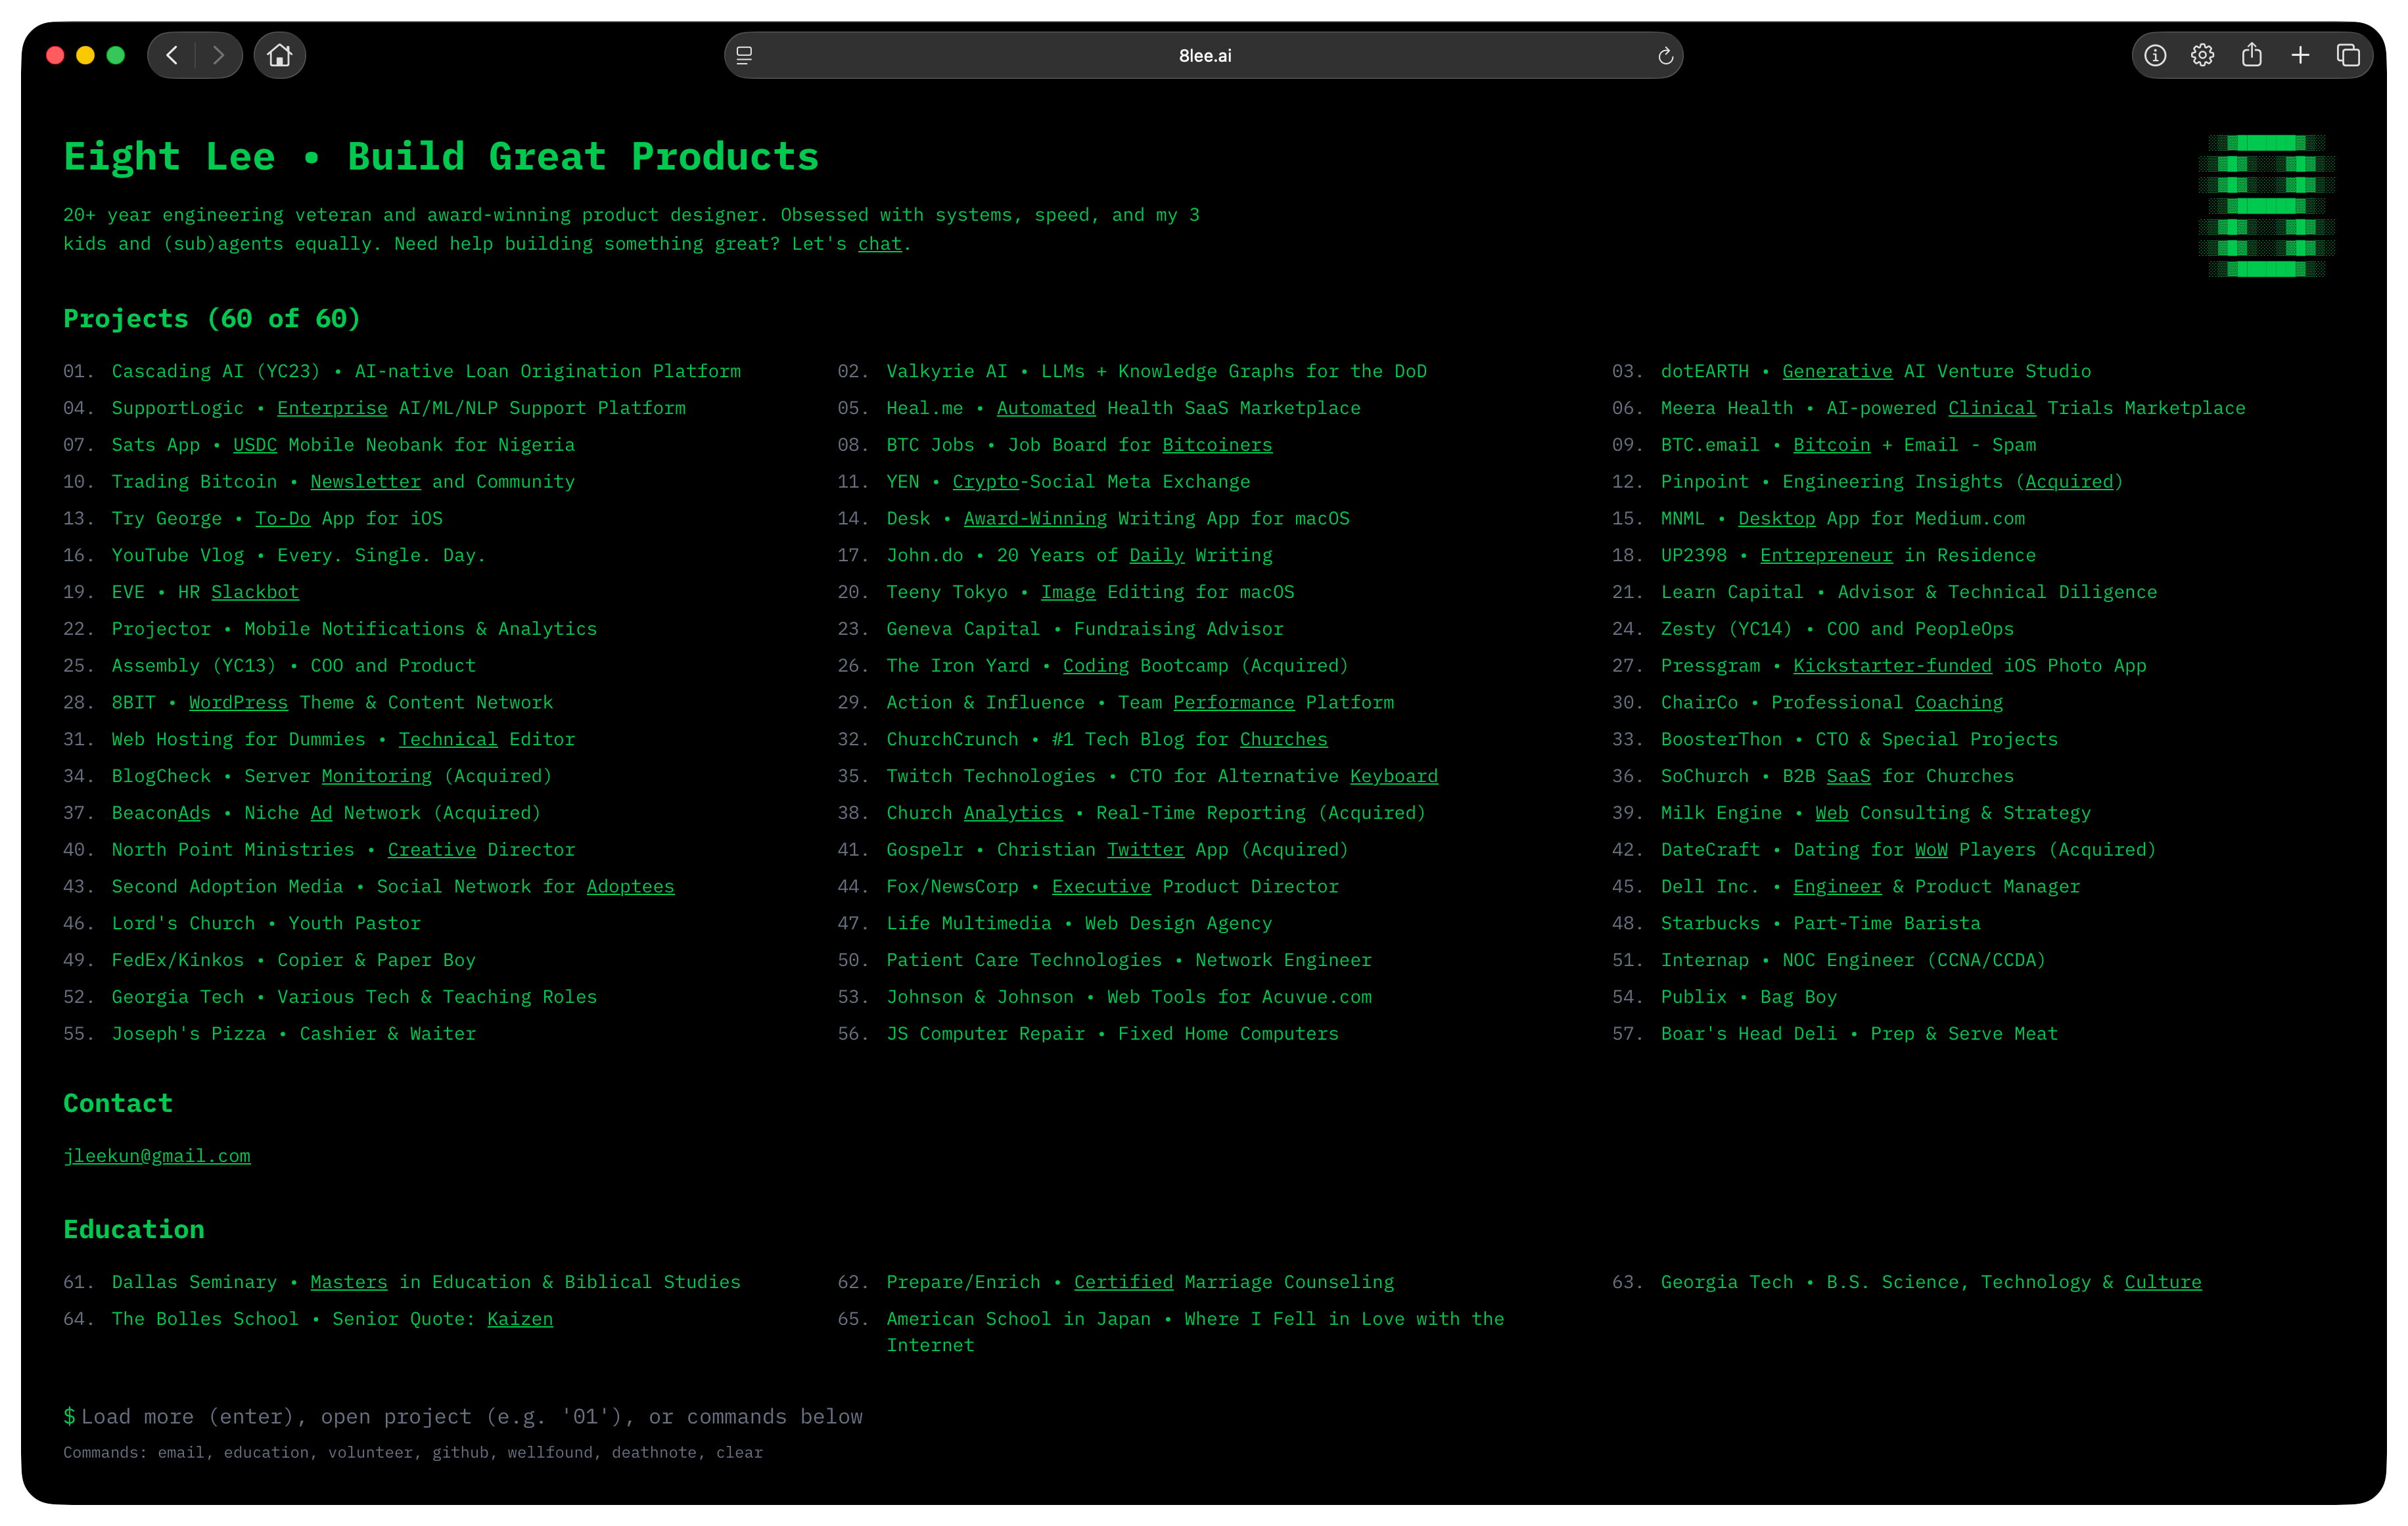 8lee.ai
Eight Lee • Build Great Products
20+ year engineering veteran and award-winning product designer. Obsessed with systems, speed, and my 3
kids and (sub)agents equally. Need help building something great? Let's chat.
Projects (60 of 60)
01. Cascading AI (YC23) • AI-native Loan Origination Platform
02. Valkyrie AI • LLMs + Knowledge Graphs for the DoD
03. dotEARTH • Generative AI Venture Studio
04. SupportLogic • Enterprise AI/ML/NLP Support Platform
05. Heal.me • Automated Health SaaS Marketplace
06. Meera Health • AI-powered Clinical Trials Marketplace
07. Sats App • USDC Mobile Neobank for Nigeria
08. BTC Jobs • Job Board for Bitcoiners
09. BTC.email • Bitcoin + Email - Spam
10. Trading Bitcoin • Newsletter and Community
11. YEN • Crypto-Social Meta Exchange
12. Pinpoint • Engineering Insights (Acquired)
13. Try George • To-Do App for iOS
14. Desk • Award-Winning Writing App for macOS
15. MNML • Desktop App for Medium.com
16. YouTube Vlog • Every. Single. Day.
17. John.do • 20 Years of Daily Writing
18. UP2398 • Entrepreneur in Residence
19. EVE • HR Slackbot
20. Teeny Tokyo • Image Editing for macOS
21. Learn Capital • Advisor & Technical Diligence
22. Projector • Mobile Notifications & Analytics
23. Geneva Capital • Fundraising Advisor
24. Zesty (YC14) • COO and PeopleOps
25. Assembly (YC13) • COO and Product
26. The Iron Yard • Coding Bootcamp (Acquired)
27. Pressgram • Kickstarter-funded iOS Photo App
28. 8BIT • WordPress Theme & Content Network
29. Action & Influence • Team Performance Platform
30. ChairCo • Professional Coaching
31. Web Hosting for Dummies • Technical Editor
32. ChurchCrunch • #1 Tech Blog for Churches
33. BoosterThon • CTO & Special Projects
34. BlogCheck • Server Monitoring (Acquired)
35. Twitch Technologies • CTO for Alternative Keyboard
36. SoChurch • B2B SaaS for Churches
37. BeaconAds • Niche Ad Network (Acquired)
38. Church Analytics • Real-Time Reporting (Acquired)
39. Milk Engine • Web Consulting & Strategy
40. North Point Ministries • Creative Director
41. Gospelr • Christian Twitter App (Acquired)
42. DateCraft • Dating for WoW Players (Acquired)
43. Second Adoption Media • Social Network for Adoptees
44. Fox/NewsCorp • Executive Product Director
45. Dell Inc. • Engineer & Product Manager
46. Lord's Church • Youth Pastor
47. Life Multimedia • Web Design Agency
48. Starbucks • Part-Time Barista
49. FedEx/Kinkos • Copier & Paper Boy
50. Patient Care Technologies • Network Engineer
51. Internap • NOC Engineer (CCNA/CCDA)
52. Georgia Tech • Various Tech & Teaching Roles
53. Johnson & Johnson • Web Tools for Acuvue.com
54. Publix • Bag Boy
55. Joseph's Pizza • Cashier & Waiter
56. JS Computer Repair • Fixed Home Computers
57. Boar's Head Deli • Prep & Serve Meat
Contact
jleekun@gmail.com
Education
61. Dallas Seminary • Masters in Education & Biblical Studies
62. Prepare/Enrich • Certified Marriage Counseling
63. Georgia Tech • B.S. Science, Technology & Culture
64. The Bolles School • Senior Quote: Kaizen
65. American School in Japan • Where I Fell in Love with the
Internet
$ Load more (enter), open project (e.g. '01'), or commands below
Commands: email, education, volunteer, github, wellfound, deathnote, clear